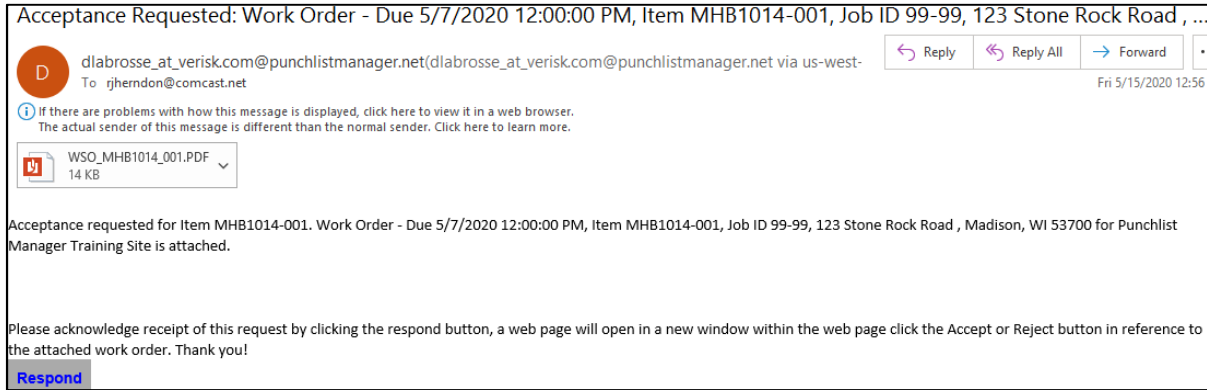 Acceptance Requested: Work Order - Due 5/7/2020 12:00:00 PM, Item MHB1014-001, Job ID 99-99, 123 Stone Rock Road , ...
D
dlabrosse_at_verisk.com@punchlistmanager.net(dlabrosse_at_verisk.com@punchlistmanager.net via us-west-
Reply
Reply All
Forward
To rjherndon@comcast.net
Fri 5/15/2020 12:56
If there are problems with how this message is displayed, click here to view it in a web browser.
The actual sender of this message is different than the normal sender. Click here to learn more.
WSO_MHB1014_001.PDF
14 KB
Acceptance requested for Item MHB1014-001. Work Order - Due 5/7/2020 12:00:00 PM, Item MHB1014-001, Job ID 99-99, 123 Stone Rock Road , Madison, WI 53700 for Punchlist
Manager Training Site is attached.
Please acknowledge receipt of this request by clicking the respond button, a web page will open in a new window within the web page click the Accept or Reject button in reference to
the attached work order. Thank you!
Respond